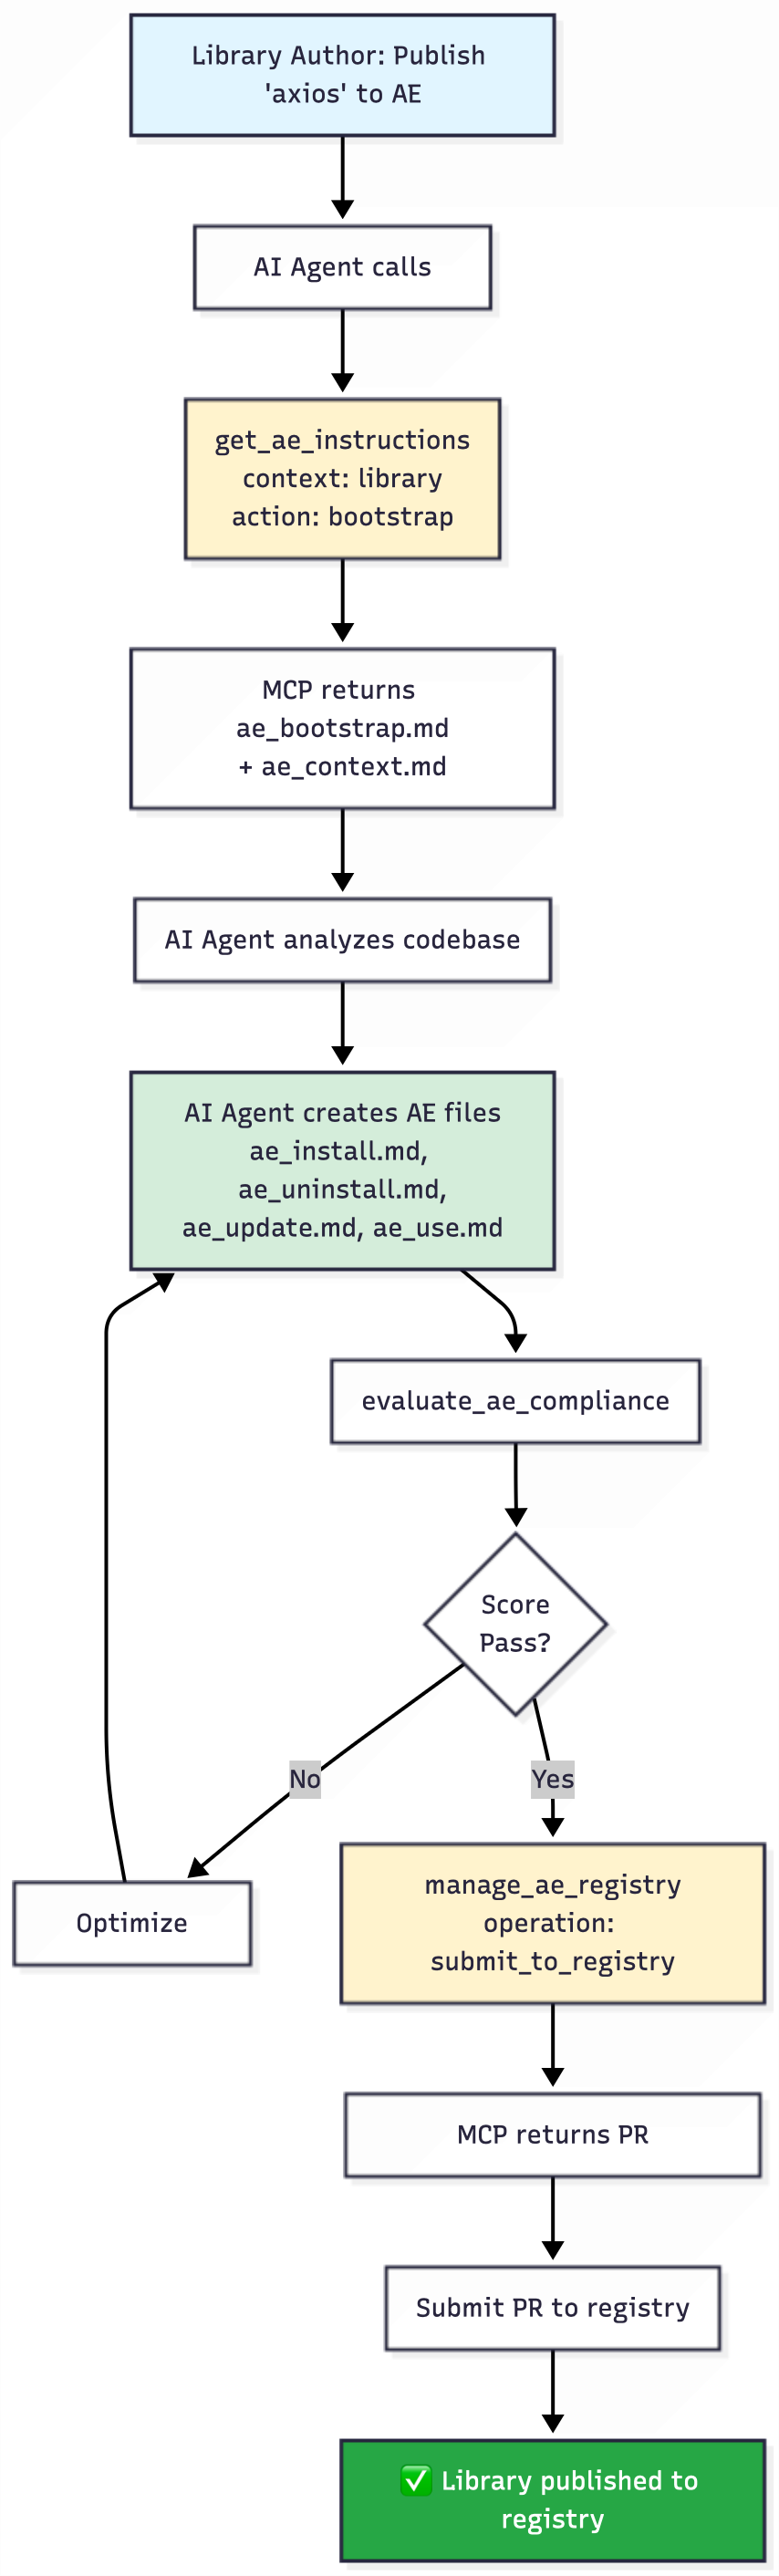 Library Author: Publish
'axios' to AE
AI Agent calls
get_ae_instructions
context: library
action: bootstrap
MCP returns
ae_bootstrap.md
+ ae_context.md
AI Agent analyzes codebase
AI Agent creates AE files
ae_install.md,
ae_uninstall.md,
ae_update.md, ae_use.md
evaluate_ae_compliance
Score
Pass?
No
Yes
Optimize
manage_ae_registry
operation:
submit_to_registry
MCP returns PR
Submit PR to registry
✅ Library published to
registry